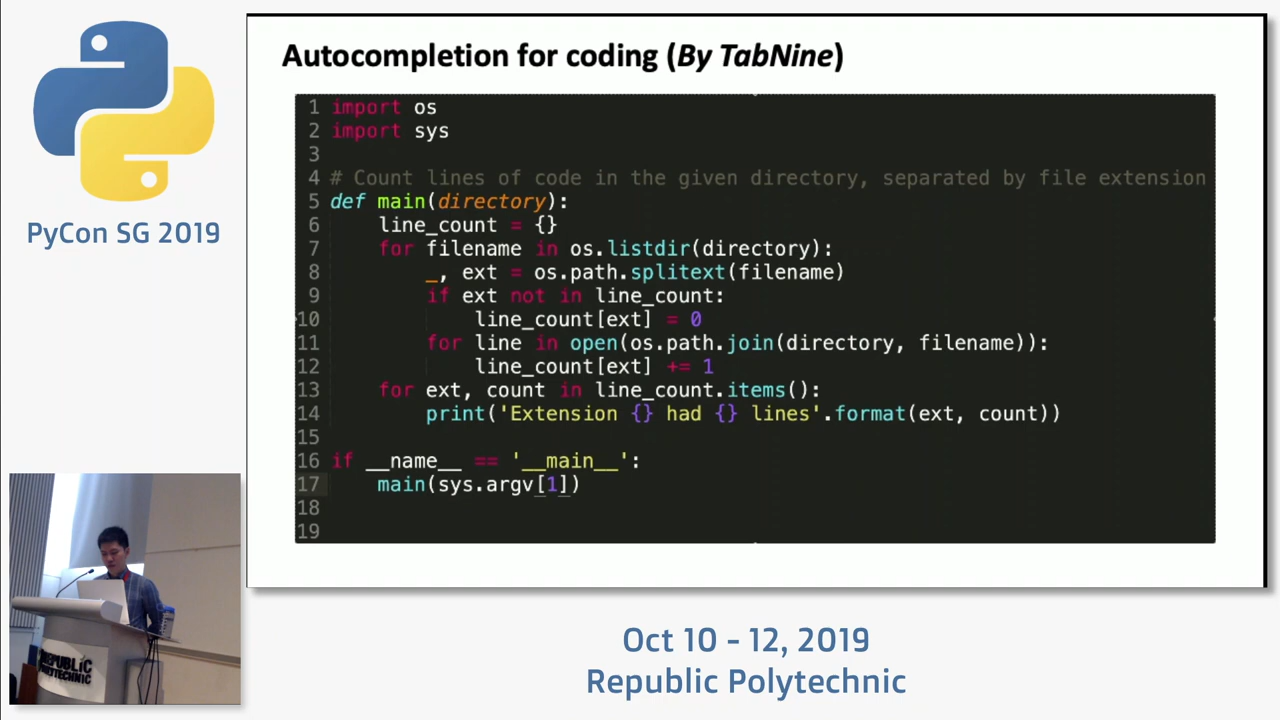 PyCon SG 2019
Autocompletion for coding (By TabNine)
1 import os
2 import sys
3
4 # Count lines of code in the given directory, separated by file extension
5 def main(directory):
6     line_count = {}
7     for filename in os.listdir(directory):
8         _, ext = os.path.splitext(filename)
9         if ext not in line_count:
10             line_count[ext] = 0
11         for line in open(os.path.join(directory, filename)):
12             line_count[ext] += 1
13     for ext, count in line_count.items():
14         print('Extension {} had {} lines'.format(ext, count))
15
16 if __name__ == '__main__':
17     main(sys.argv[1])
18
19
REPUBLIC
POLYTECHNIC
Oct 10 - 12, 2019
Republic Polytechnic